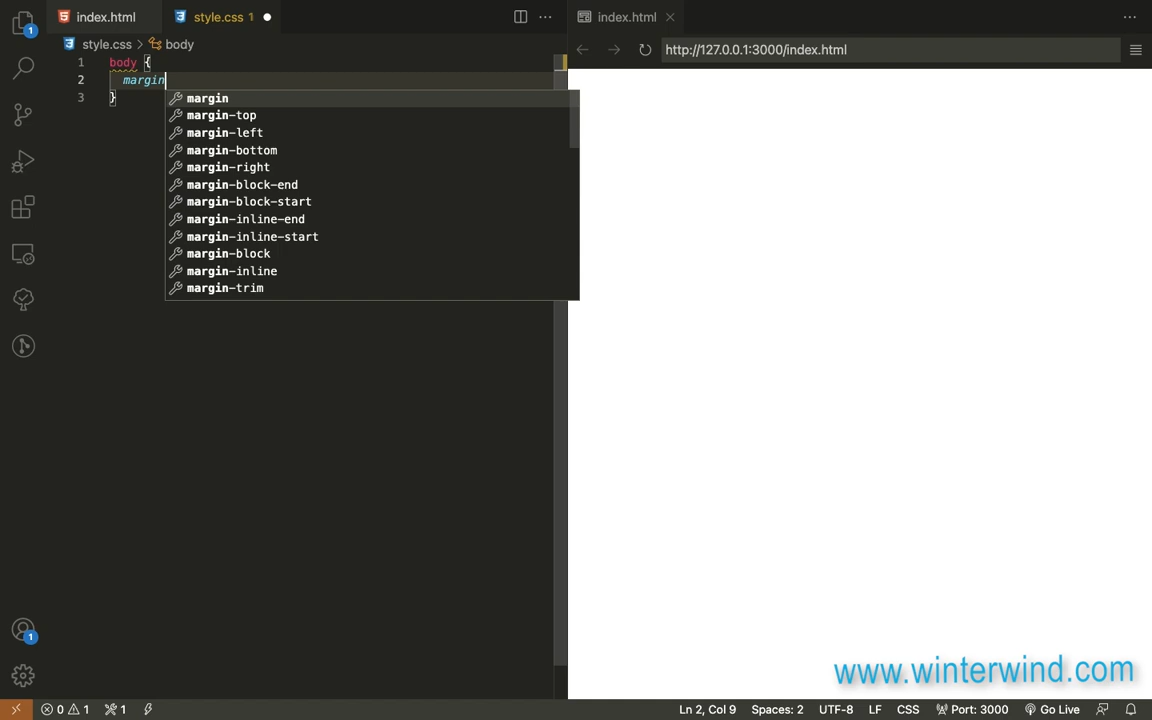 index.html
style.css 1
index.html
style.css > body
http://127.0.0.1:3000/index.html
1 body {
2 margin
3 }
margin
margin-top
margin-left
margin-bottom
margin-right
margin-block-end
margin-block-start
margin-inline-end
margin-inline-start
margin-block
margin-inline
margin-trim
1
1
www.winterwind.com
0 1 1 Ln 2, Col 9 Spaces: 2 UTF-8 LF CSS Port: 3000 Go Live